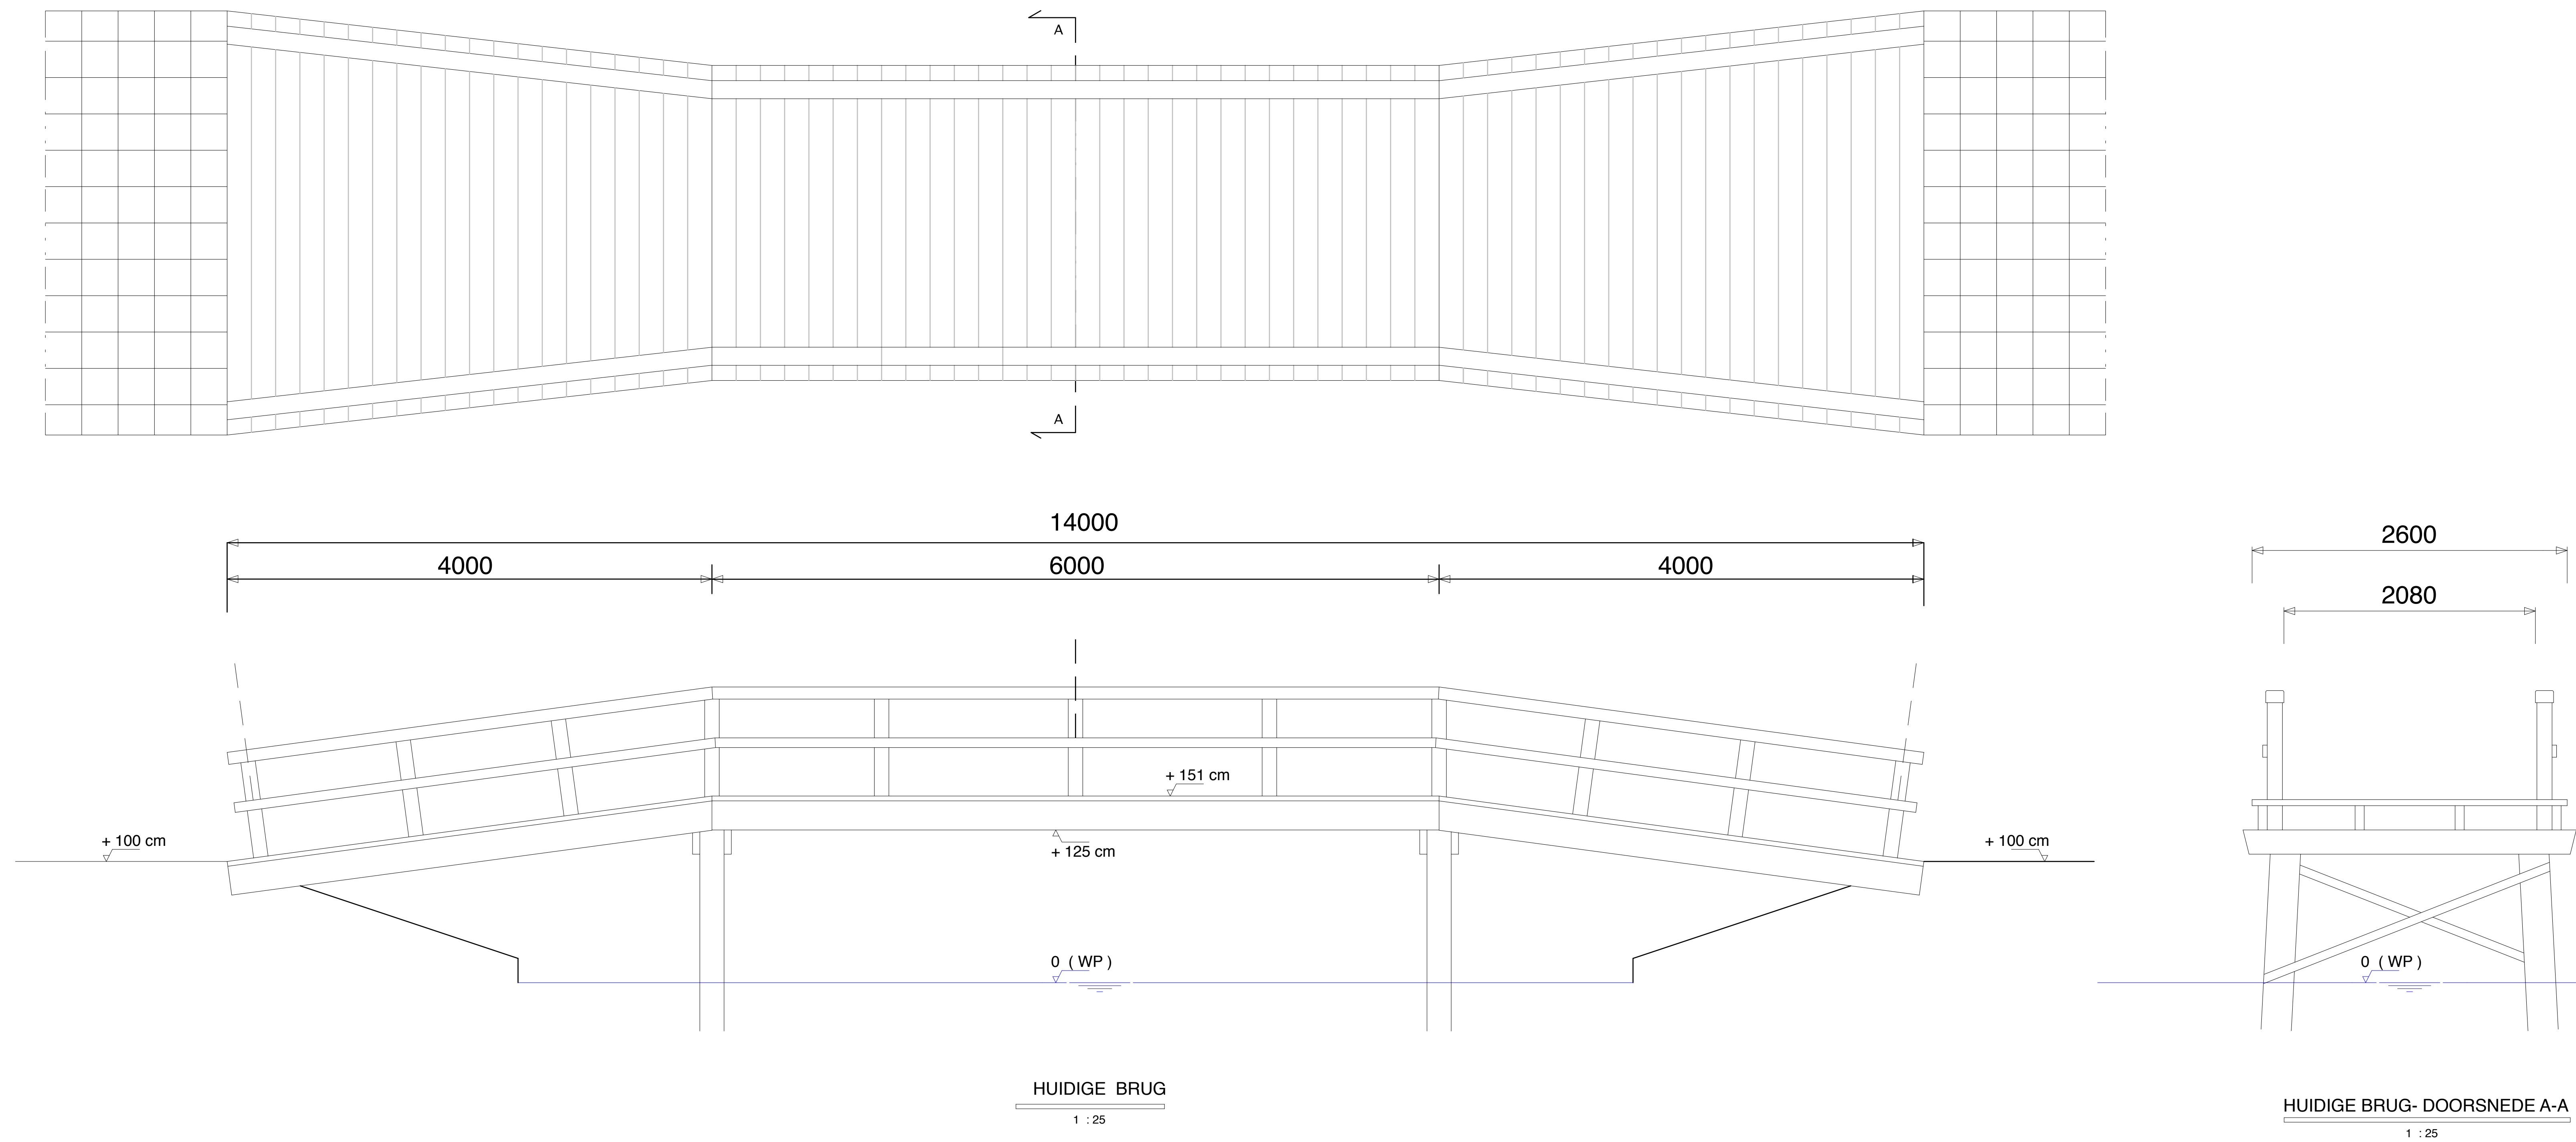 A
A
14000
4000
6000
4000
2600
2080
+ 151 cm
+ 100 cm
+ 125 cm
+ 100 cm
0 ( WP )
0 ( WP )
HUIDIGE BRUG
1 : 25
HUIDIGE BRUG- DOORSNEDE A-A
1 : 25